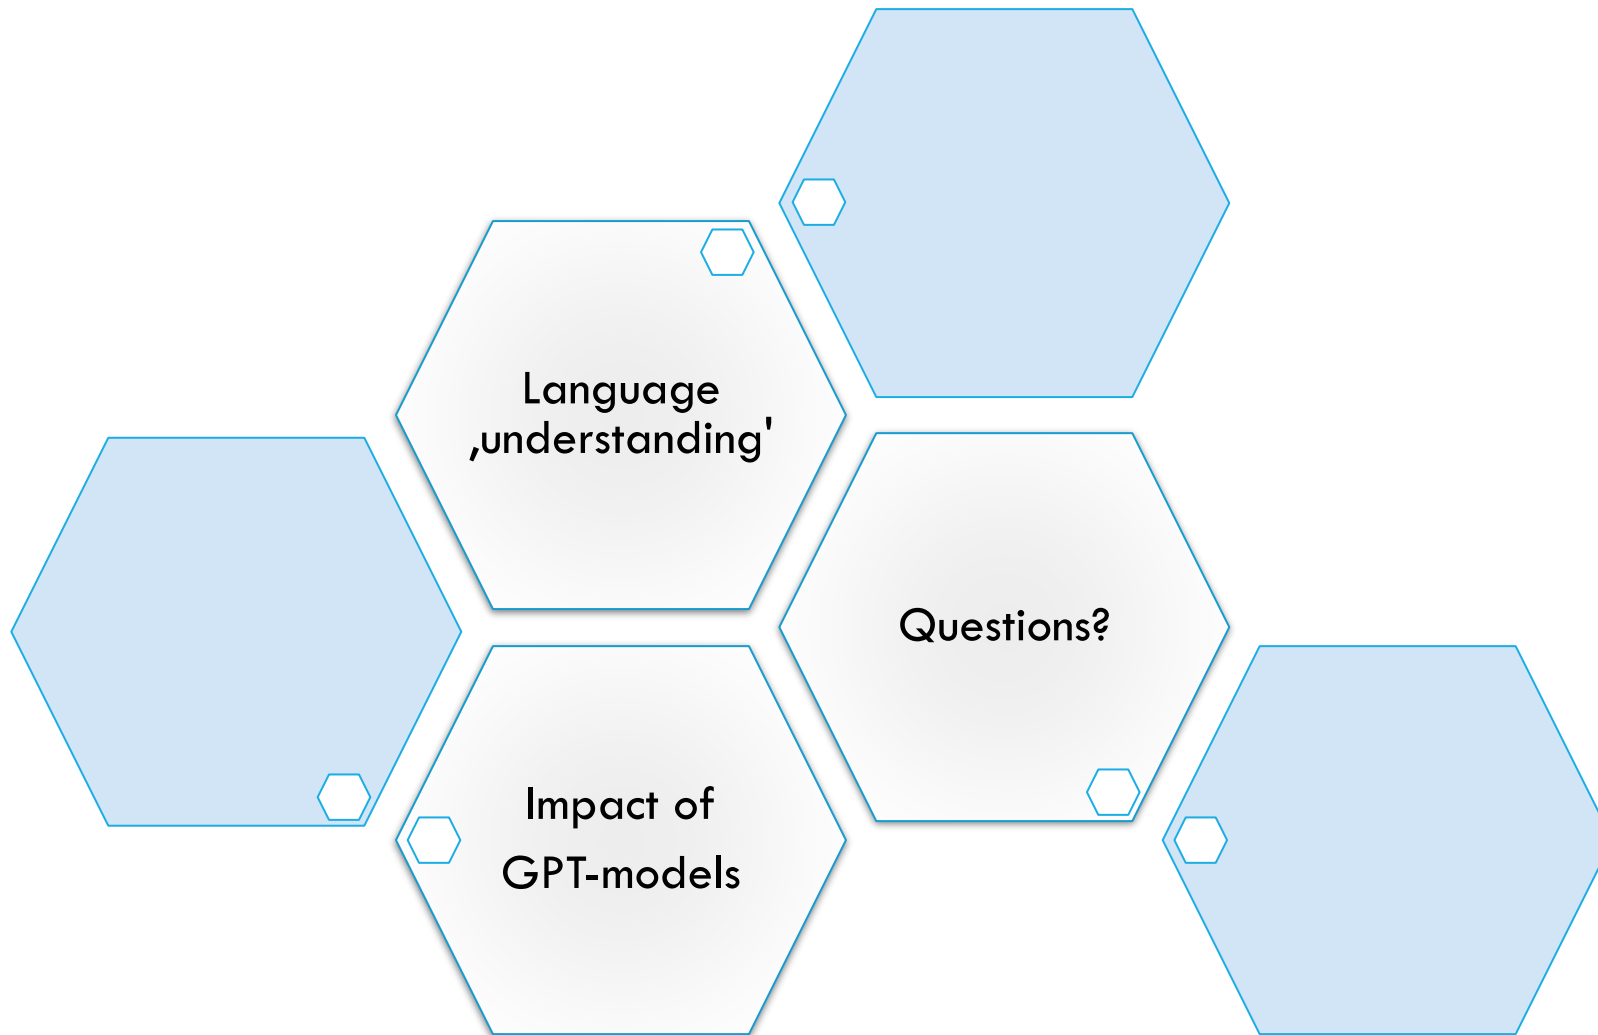 Language
‚understanding'
Questions?
Impact of
GPT-models